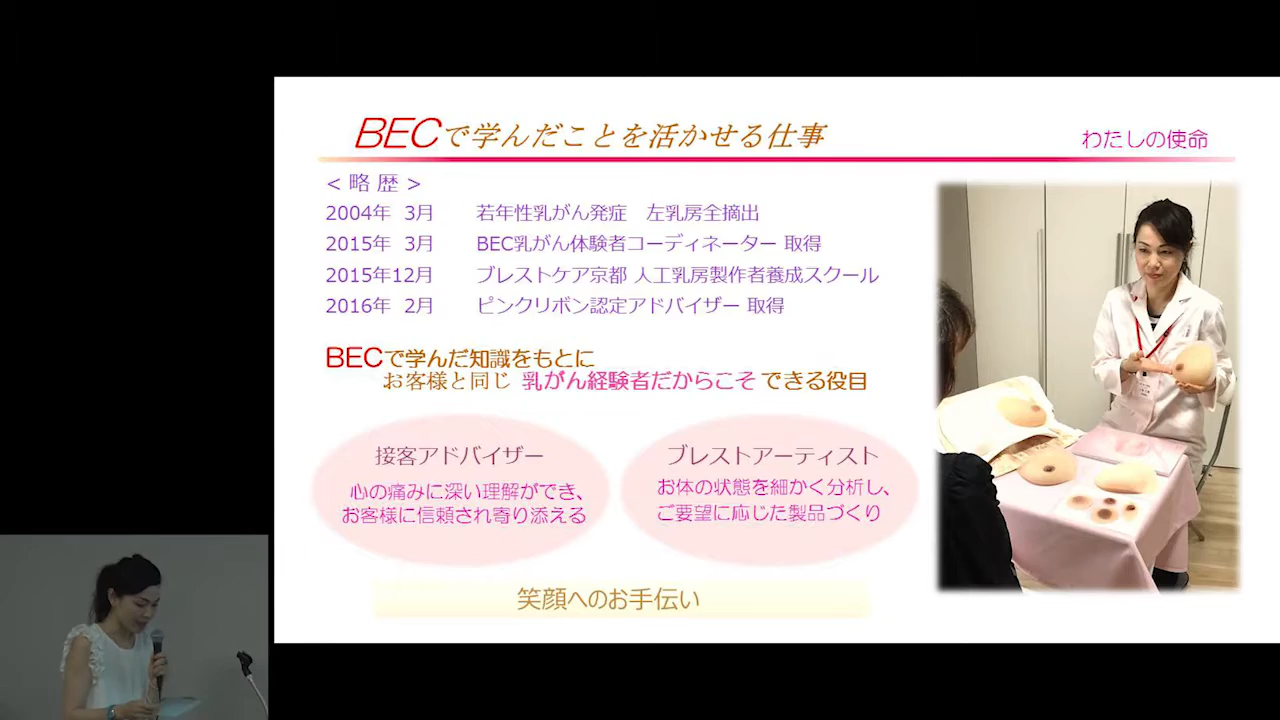 BECで学んだことを活かせる仕事
わたしの使命
< 略 歴 >
2004年 3月 若年性乳がん発症 左乳房全摘出
2015年 3月 BEC乳がん体験者コーディネーター 取得
2015年12月 ブレストケア京都 人工乳房製作者養成スクール
2016年 2月 ピンクリボン認定アドバイザー 取得
BECで学んだ知識をもとに
お客様と同じ 乳がん経験者だからこそ できる役目
接客アドバイザー
心の痛みに深い理解ができ、
お客様に信頼され寄り添える
ブレストアーティスト
お体の状態を細かく分析し、
ご要望に応じた製品づくり
笑顔へのお手伝い